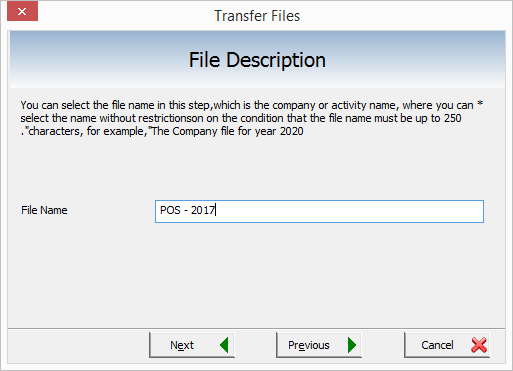 Transfer Files
File Description
You can select the file name in this step,which is the company or activity name, where you can *
select the name without restrictionson on the condition that the file name must be up to 250
."characters, for example,"The Company file for year 2020
File Name
POS - 2017
Next
Previous
Cancel